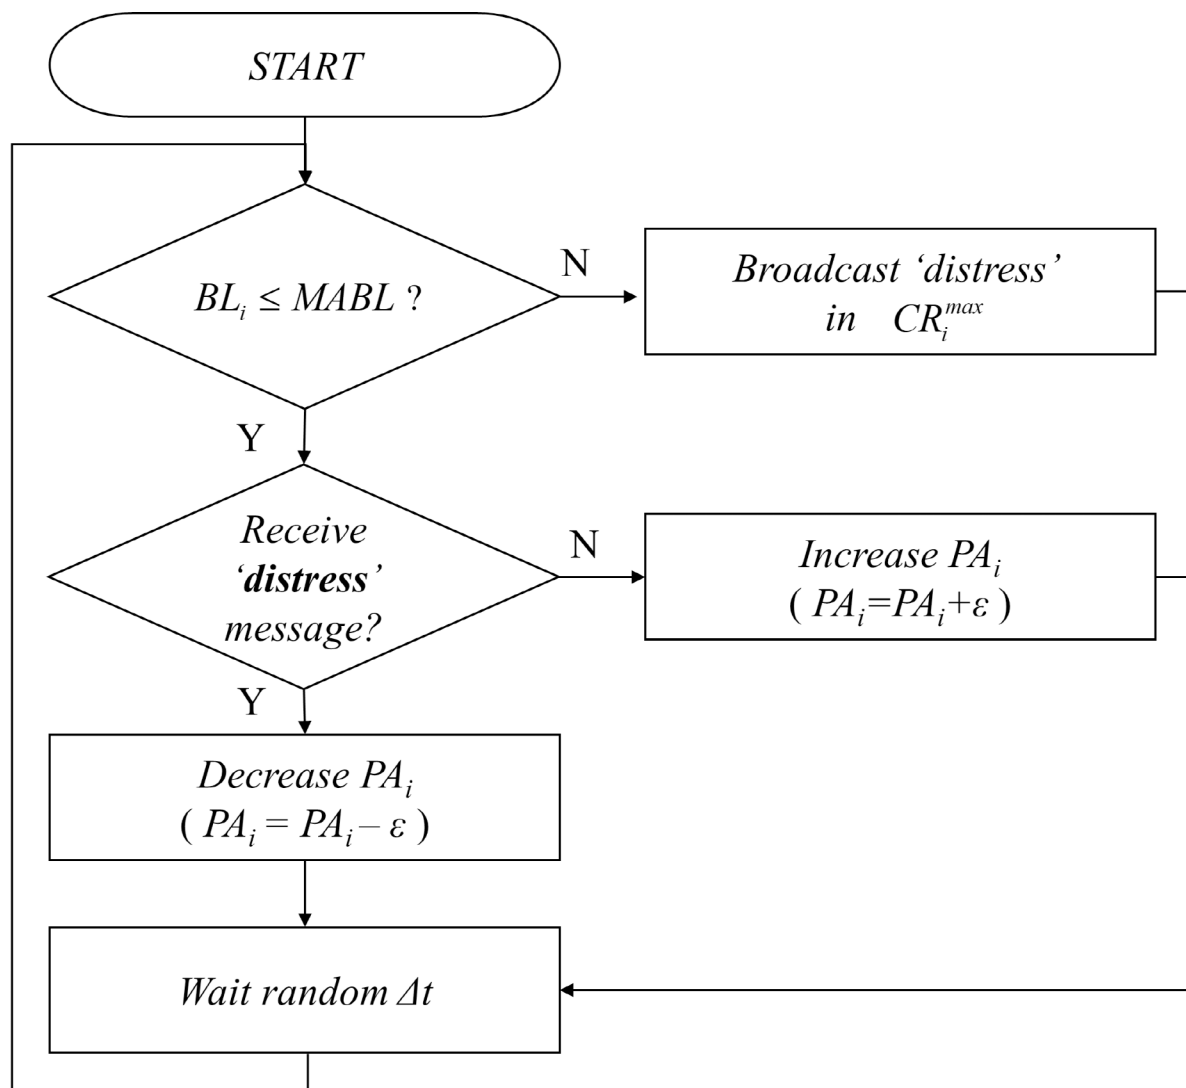 START
BLᵢ ≤ MABL ?
N
Broadcast ‘distress’
in CRᵢᵐᵃˣ
Y
Receive
‘distress’
message?
N
Increase PAᵢ
( PAᵢ=PAᵢ+ε )
Y
Decrease PAᵢ
( PAᵢ = PAᵢ – ε )
Wait random Δt